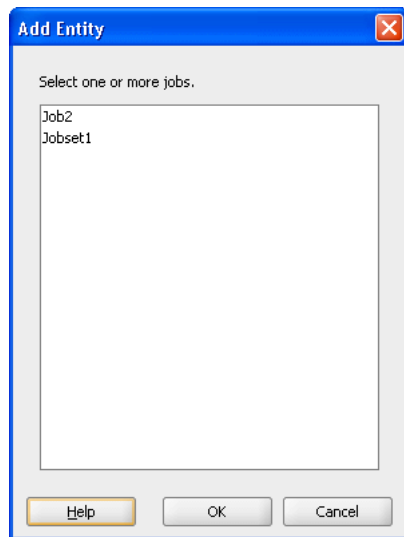 Add Entity
Select one or more jobs.
Job2
Jobset1
Help OK Cancel